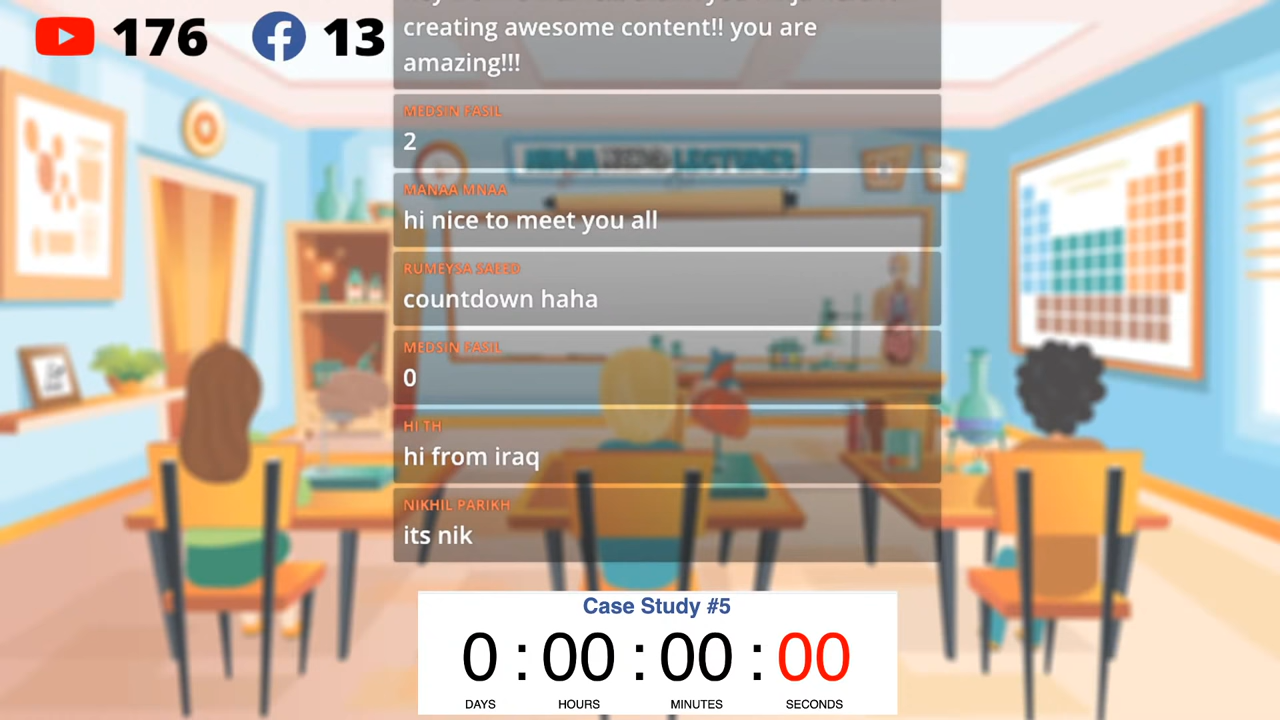 176
13
creating awesome content!! you are
amazing!!!
MEDSIN FASIL
2
MANAA MNAA
hi nice to meet you all
RUMEYSA SAEED
countdown haha
MEDSIN FASIL
0
HI TH
hi from iraq
NIKHIL PARIKH
its nik
Case Study #5
0 : 00 : 00 : 00
DAYS HOURS MINUTES SECONDS